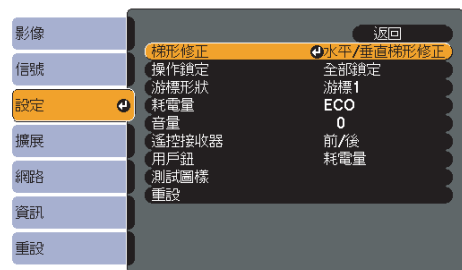 影像
信號
設定
擴展
網路
資訊
重設
返回
梯形修正 水平/垂直梯形修正
操作鎖定 全部鎖定
游標形狀 游標1
耗電量 ECO
音量 0
遙控接收器 前/後
用戶鈕 耗電量
測試圖樣
重設